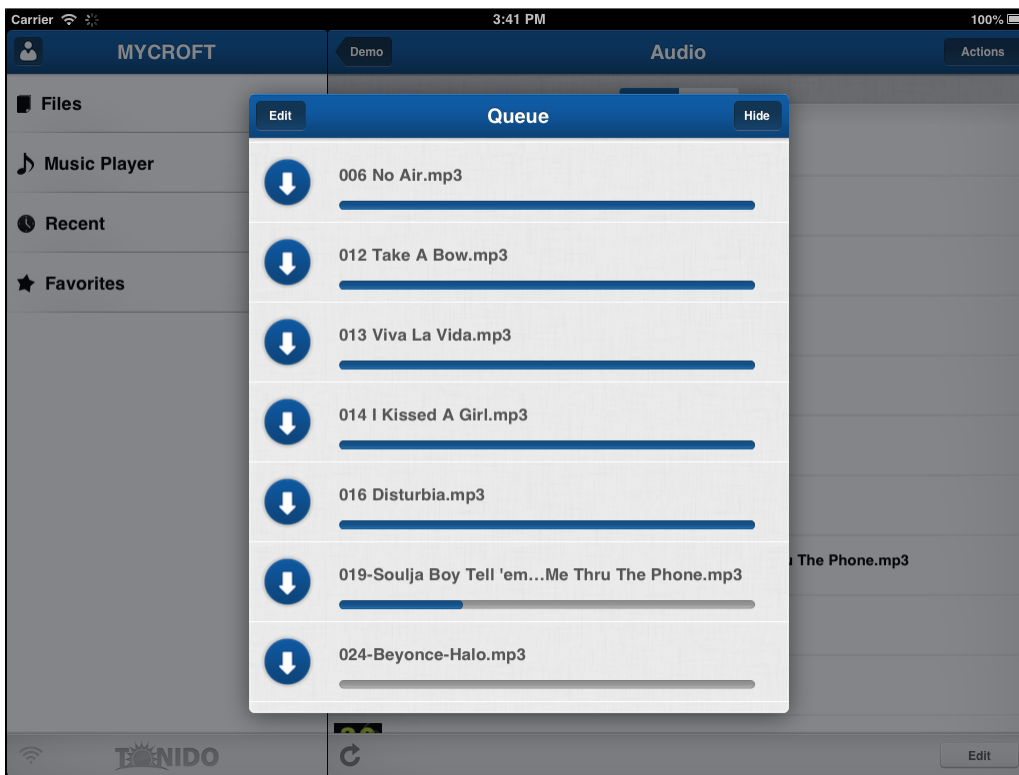 Carrier 3:41 PM 100%
MYCROFT
Demo Audio Actions
Files
Music Player
Recent
Favorites
Edit Queue Hide
006 No Air.mp3
012 Take A Bow.mp3
013 Viva La Vida.mp3
014 I Kissed A Girl.mp3
016 Disturbia.mp3
019-Soulja Boy Tell 'em...Me Thru The Phone.mp3
The Phone.mp3
024-Beyonce-Halo.mp3
TONIDO
Edit